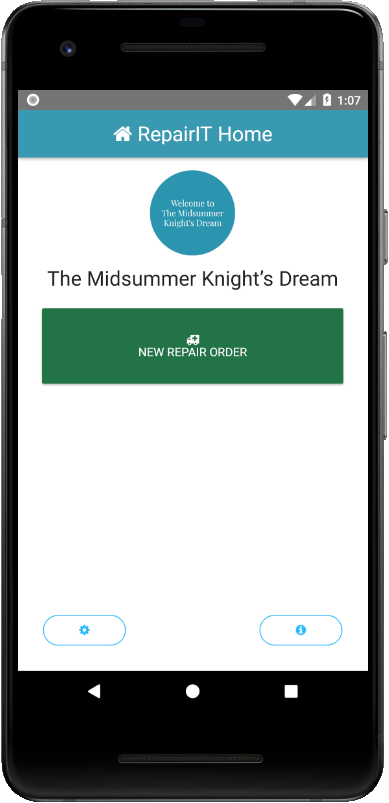 1:07
RepairIT Home
Welcome to
The Midsummer
Knight's Dream
The Midsummer Knight's Dream
NEW REPAIR ORDER